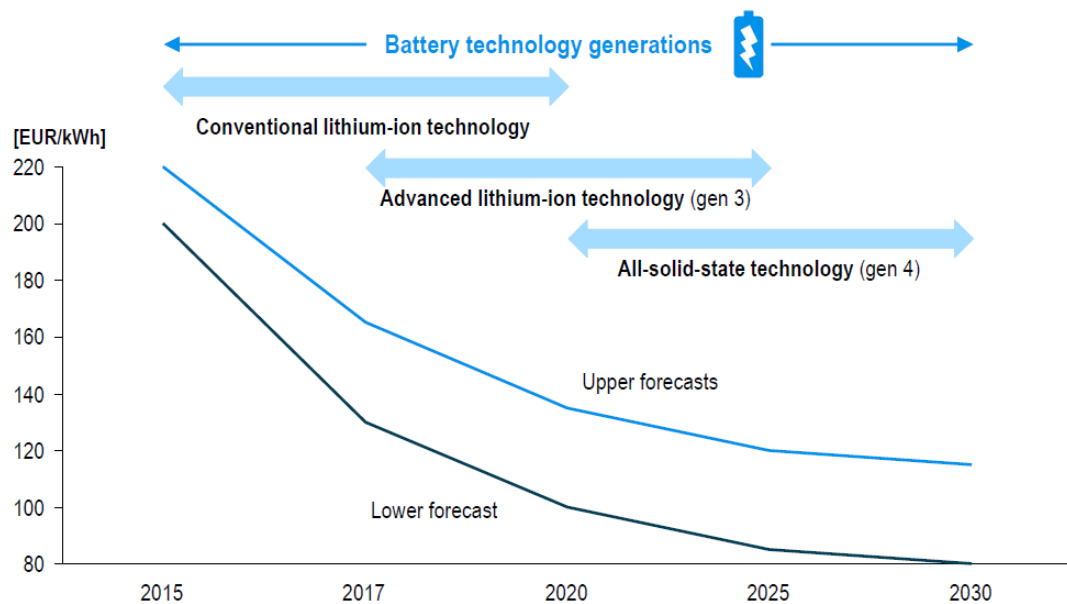 Battery technology generations
Conventional lithium-ion technology
[EUR/kWh]
Advanced lithium-ion technology (gen 3)
All-solid-state technology (gen 4)
220
200
180
160
140
120
100
80
Upper forecasts
Lower forecast
2015 2017 2020 2025 2030